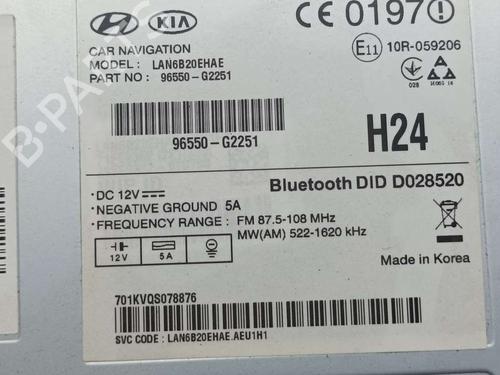 KIA
CE 0197
CAR NAVIGATION
MODEL : LAN6B20EHAE
PART NO : 96550-G2251
E11 10R-059206
028
96550-G2251
H24
Bluetooth DID D028520
• DC 12V
• NEGATIVE GROUND 5A
• FREQUENCY RANGE : FM 87.5-108 MHz
MW(AM) 522-1620 kHz
12V 5A
Made in Korea
701KVQS078876
SVC CODE : LAN6B20EHAE.AEU1H1